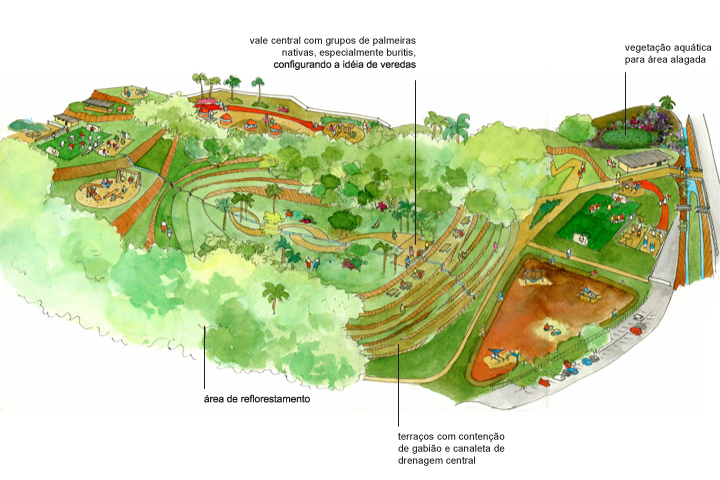 vale central com grupos de palmeiras
nativas, especialmente buritis,
configurando a idéia de veredas
vegetação aquática
para área alagada
área de reflorestamento
terraços com contenção
de gabião e canaleta de
drenagem central